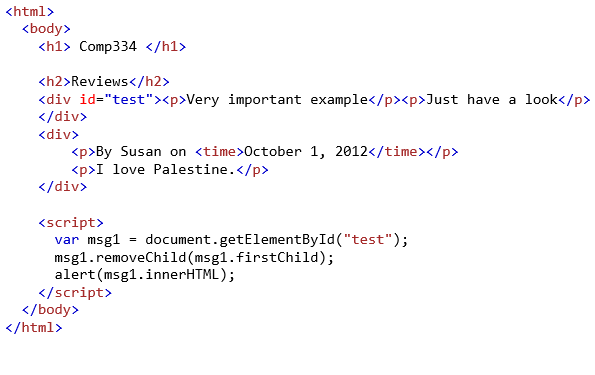 <html>
<body>
<h1> Comp334 </h1>
<h2>Reviews</h2>
<div id="test"><p>Very important example</p><p>Just have a look</p>
</div>
<div>
<p>By Susan on <time>October 1, 2012</time></p>
<p>I love Palestine.</p>
</div>
<script>
var msg1 = document.getElementById("test");
msg1.removeChild(msg1.firstChild);
alert(msg1.innerHTML);
</script>
</body>
</html>